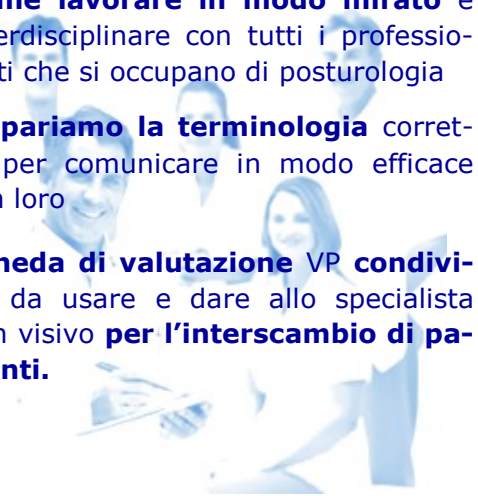 me lavorare in modo mirato e
erdisciplinare con tutti i professio-
ti che si occupano di posturologia
pariamo la terminologia corret-
per comunicare in modo efficace
n loro
heda di valutazione VP condivi-
da usare e dare allo specialista
n visivo per l'interscambio di pa-
nti.